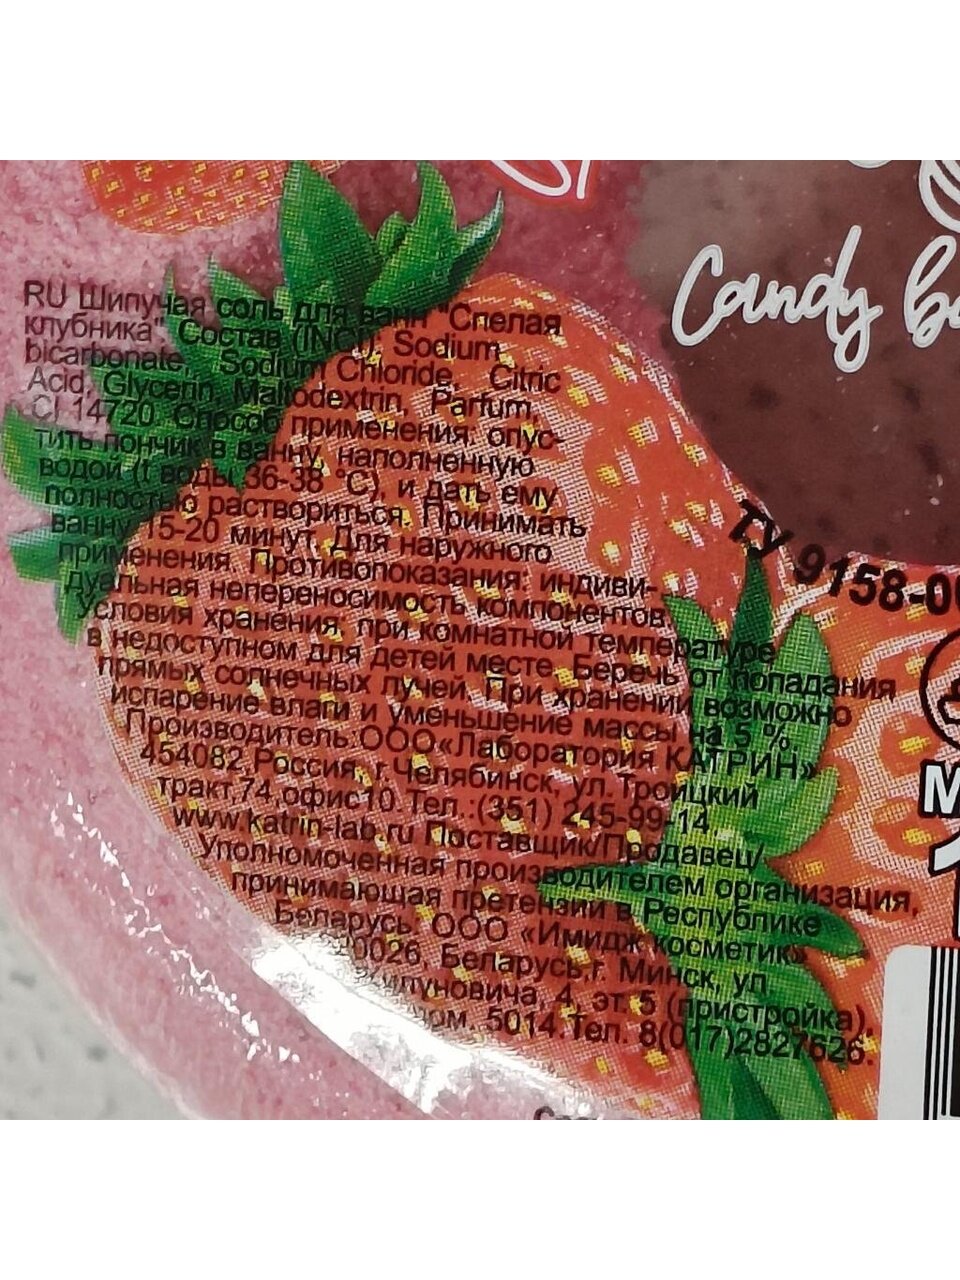 Candy
RU Шипучая соль для ванн "Спелая
клубника" Состав (INCI): Sodium
bicarbonate, Sodium Chloride, Citric
Acid, Glycerin, Maltodextrin, Parfum,
CI 14720. Способ применения: опус-
тить пончик в ванну, наполненную
водой (t воды 36-38 °C), и дать ему
полностью раствориться. Принимать
ванну 15-20 минут. Для наружного
применения. Противопоказания: индиви-
дуальная непереносимость компонентов.
Условия хранения: при комнатной температуре
в недоступном для детей месте. Беречь от попадания
прямых солнечных лучей. При хранении возможно
испарение влаги и уменьшение массы на 5 %.
Производитель:ООО«Лаборатория КАТРИН»
454082,Россия, г.Челябинск, ул.Троицкий
тракт,74,офис10.Тел.:(351) 245-99-14
www.katrin-lab.ru Поставщик/Продавец/
Уполномоченная производителем организация,
принимающая претензии в Республике
Беларусь: ООО «Имидж косметик»
Беларусь,г. Минск, ул.
4, эт. 5 (пристройка),
5014.Тел. 8(017)2827626.
ТУ 9158-0